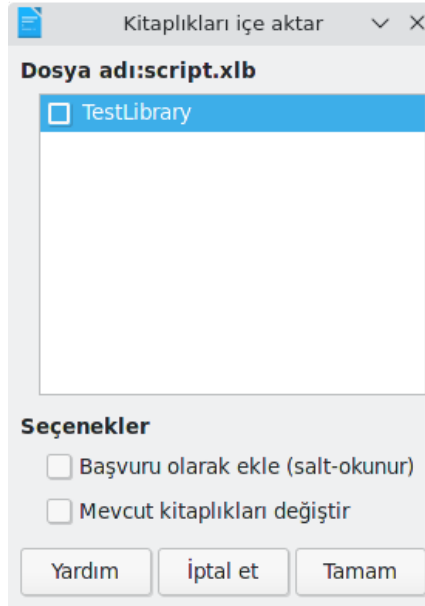 Kitaplıkları içe aktar
Dosya adı:script.xlb
TestLibrary
Seçenekler
Başvuru olarak ekle (salt-okunur)
Mevcut kitaplıkları değiştir
Yardım İptal et Tamam